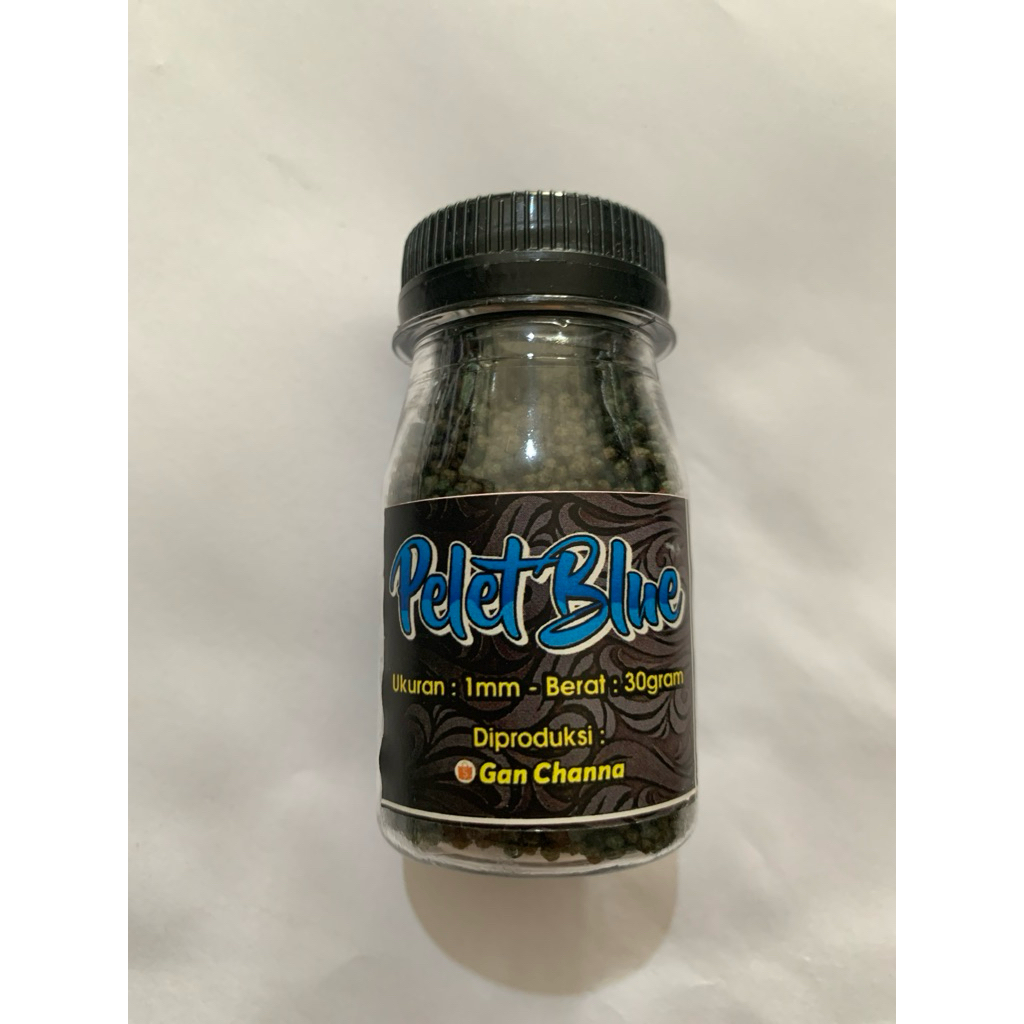 Pelet Blue
Ukuran : 1mm - Berat : 30gram
Diproduksi :
Gan Channa